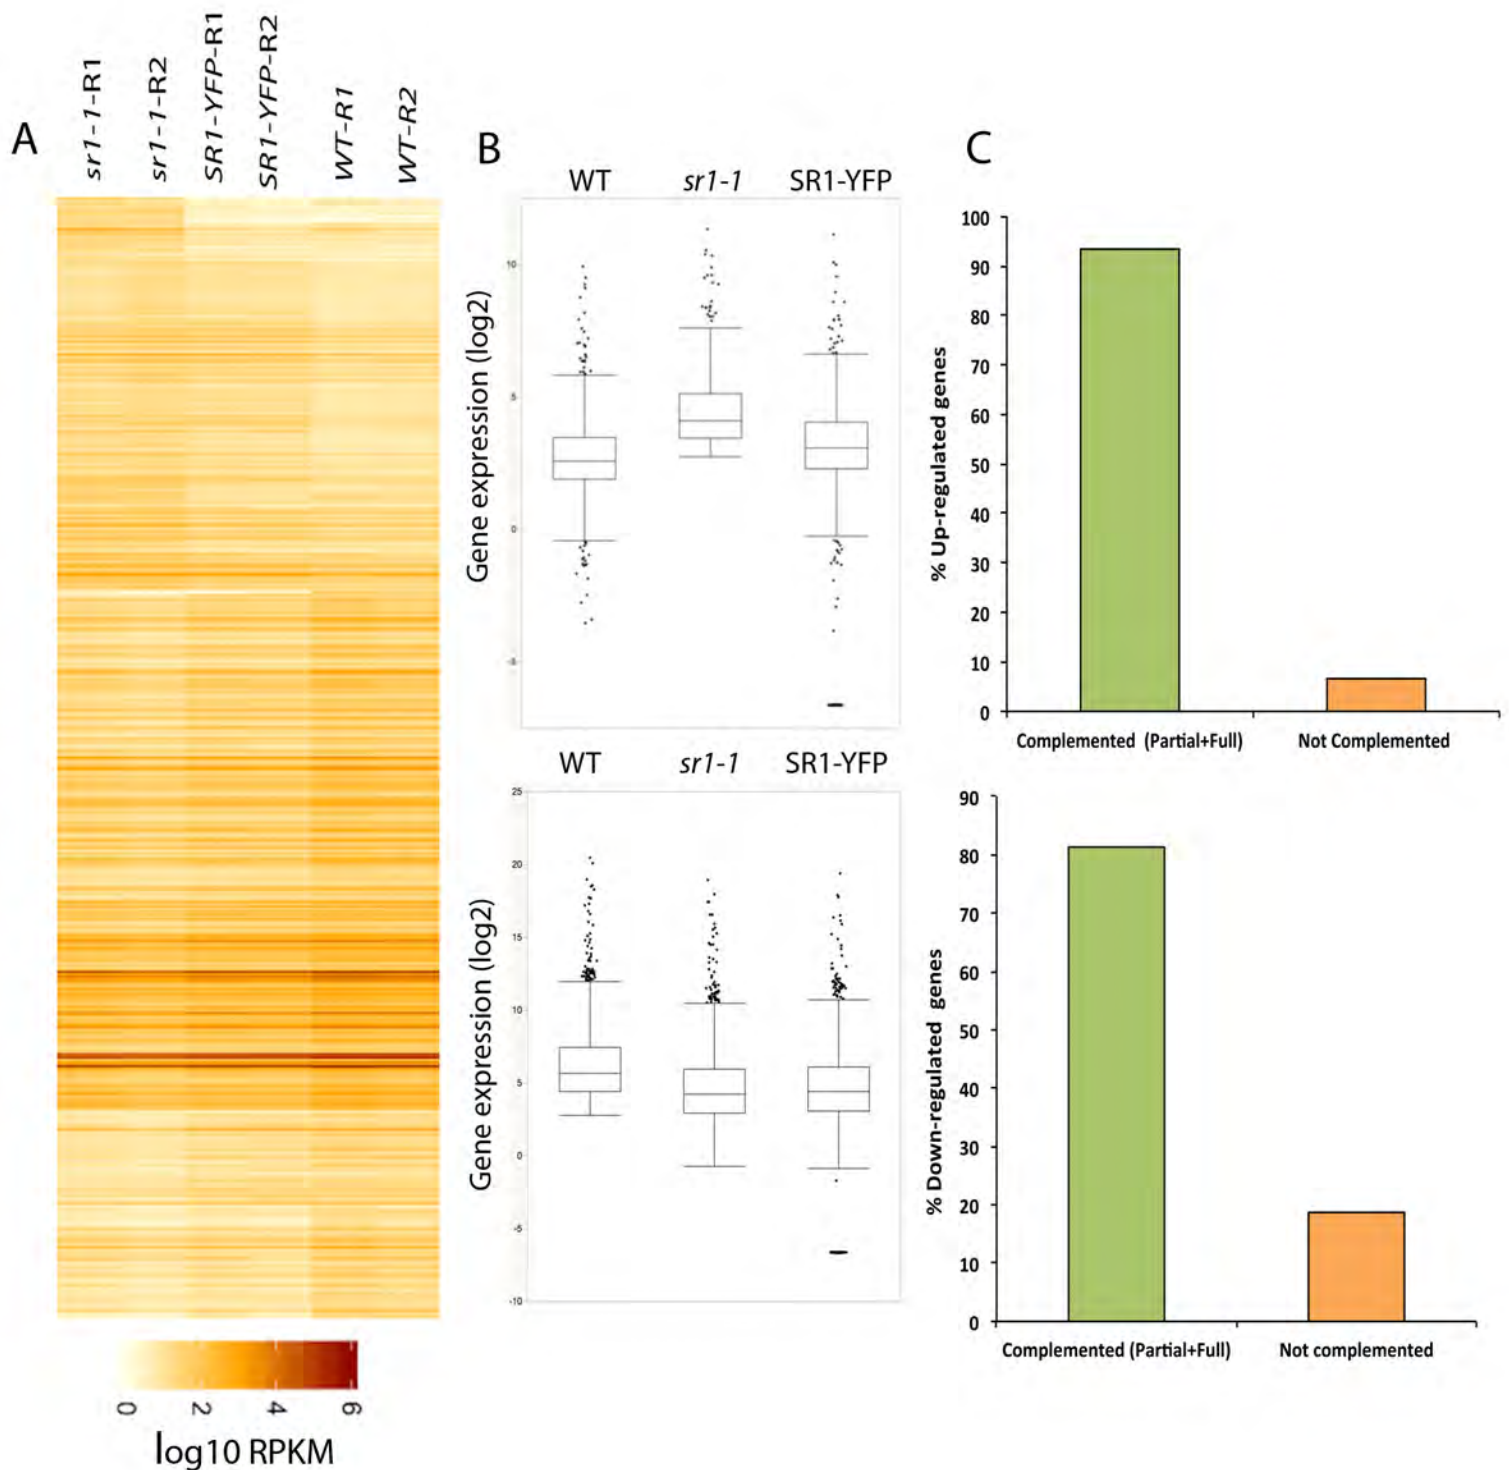 A
sr1-1-R1
sr1-1-R2
SR1-YFP-R1
SR1-YFP-R2
WT-R1
WT-R2
0
2
4
6
log10 RPKM
B
WT sr1-1 SR1-YFP
Gene expression (log2)
10
5
0
-5
WT sr1-1 SR1-YFP
Gene expression (log2)
25
20
15
10
5
0
-5
-10
C
% Up-regulated genes
100
90
80
70
60
50
40
30
20
10
0
Complemented (Partial+Full) Not Complemented
% Down-regulated genes
90
80
70
60
50
40
30
20
10
0
Complemented (Partial+Full) Not complemented